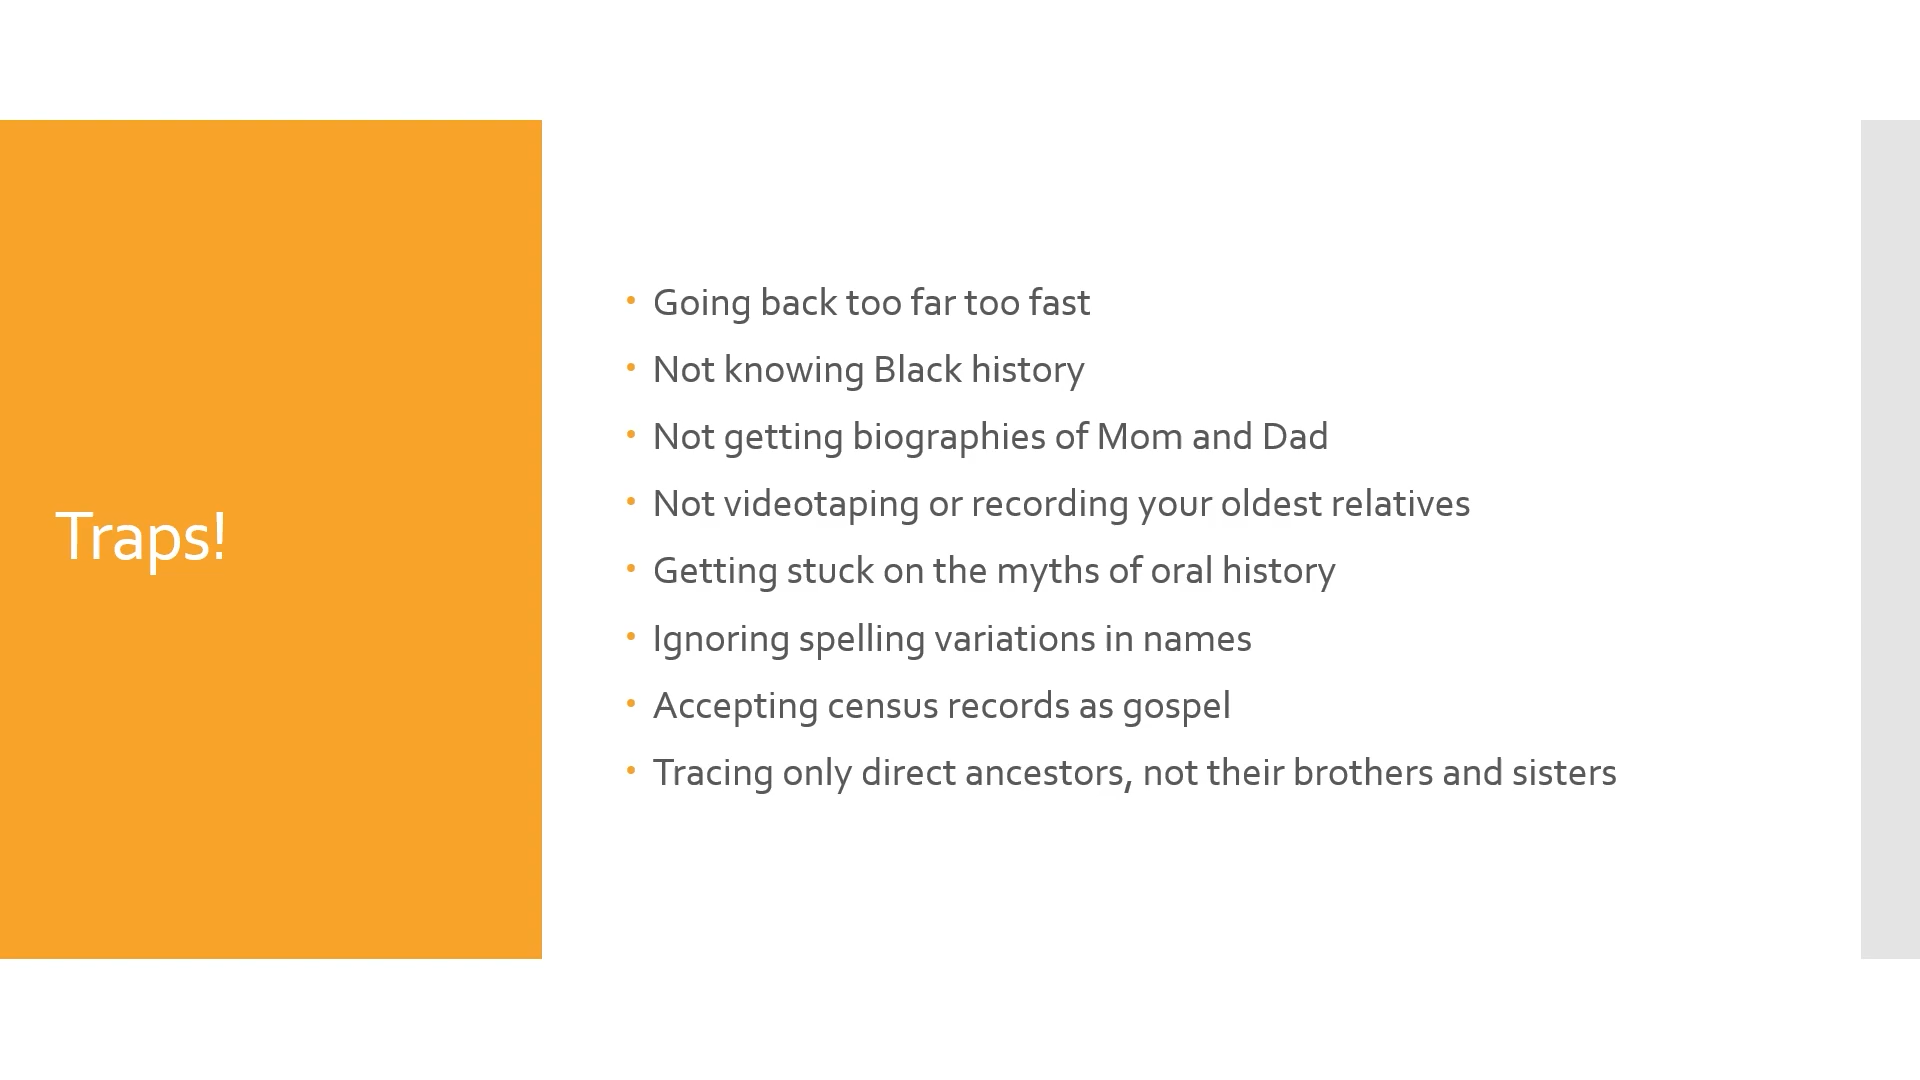 Traps!
• Going back too far too fast
• Not knowing Black history
• Not getting biographies of Mom and Dad
• Not videotaping or recording your oldest relatives
• Getting stuck on the myths of oral history
• Ignoring spelling variations in names
• Accepting census records as gospel
• Tracing only direct ancestors, not their brothers and sisters